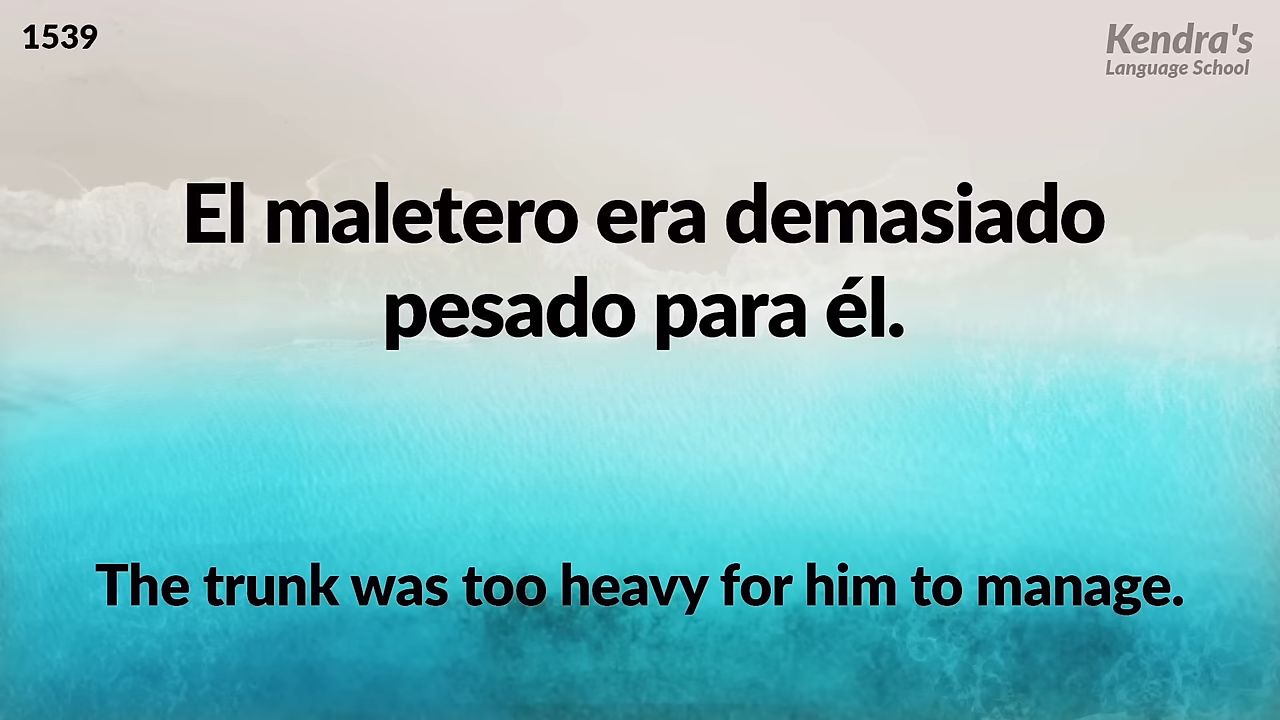 1539
Kendra's
Language School
El maletero era demasiado
pesado para él.
The trunk was too heavy for him to manage.